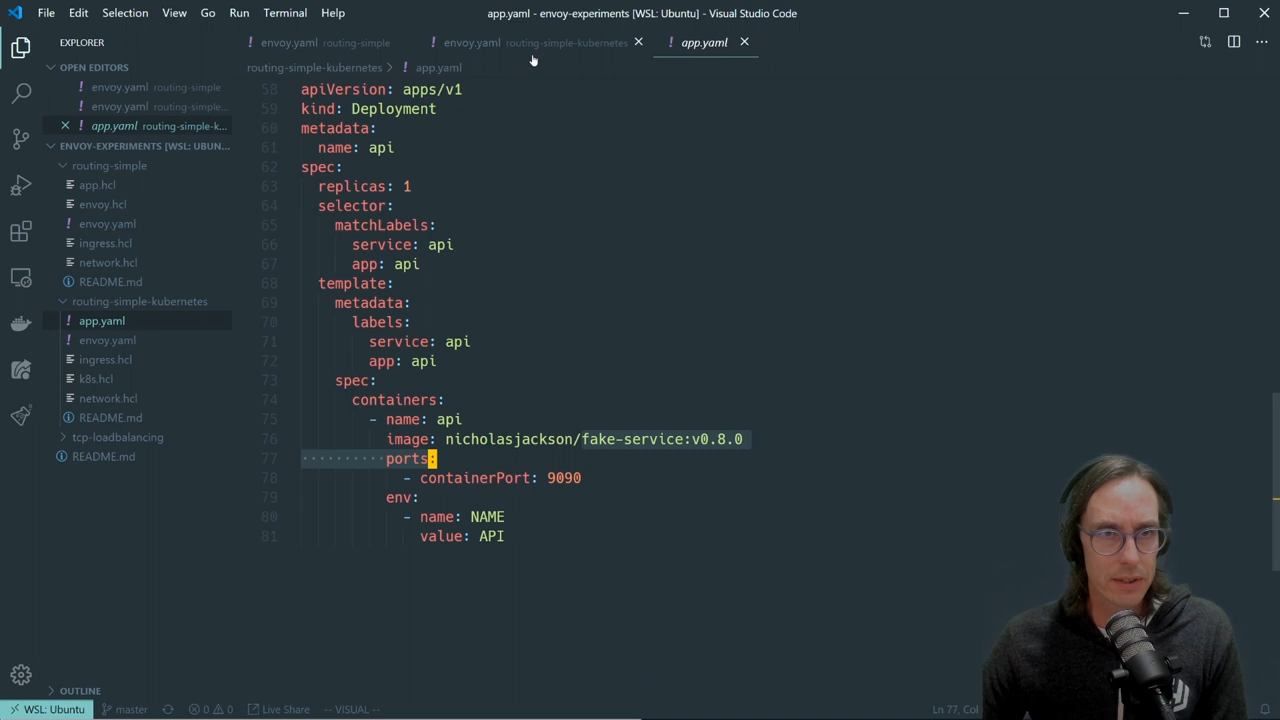 File Edit Selection View Go Run Terminal Help
app.yaml - envoy-experiments [WSL: Ubuntu] - Visual Studio Code
EXPLORER
OPEN EDITORS
envoy.yaml routing-simple
envoy.yaml routing-simple...
app.yaml routing-simple-k...
ENVOY-EXPERIMENTS [WSL: UBUN...
routing-simple
app.hcl
envoy.hcl
envoy.yaml
ingress.hcl
network.hcl
README.md
routing-simple-kubernetes
app.yaml
envoy.yaml
ingress.hcl
k8s.hcl
network.hcl
README.md
tcp-loadbalancing
README.md
OUTLINE
envoy.yaml routing-simple
envoy.yaml routing-simple-kubernetes
app.yaml
routing-simple-kubernetes > app.yaml
58 apiVersion: apps/v1
59 kind: Deployment
60 metadata:
61 name: api
62 spec:
63 replicas: 1
64 selector:
65 matchLabels:
66 service: api
67 app: api
68 template:
69 metadata:
70 labels:
71 service: api
72 app: api
73 spec:
74 containers:
75 - name: api
76 image: nicholasjackson/fake-service:v0.8.0
77 ports:
78 - containerPort: 9090
79 env:
80 - name: NAME
81 value: API
WSL: Ubuntu master 0 0 Live Share -- VISUAL -- Ln 77, Col